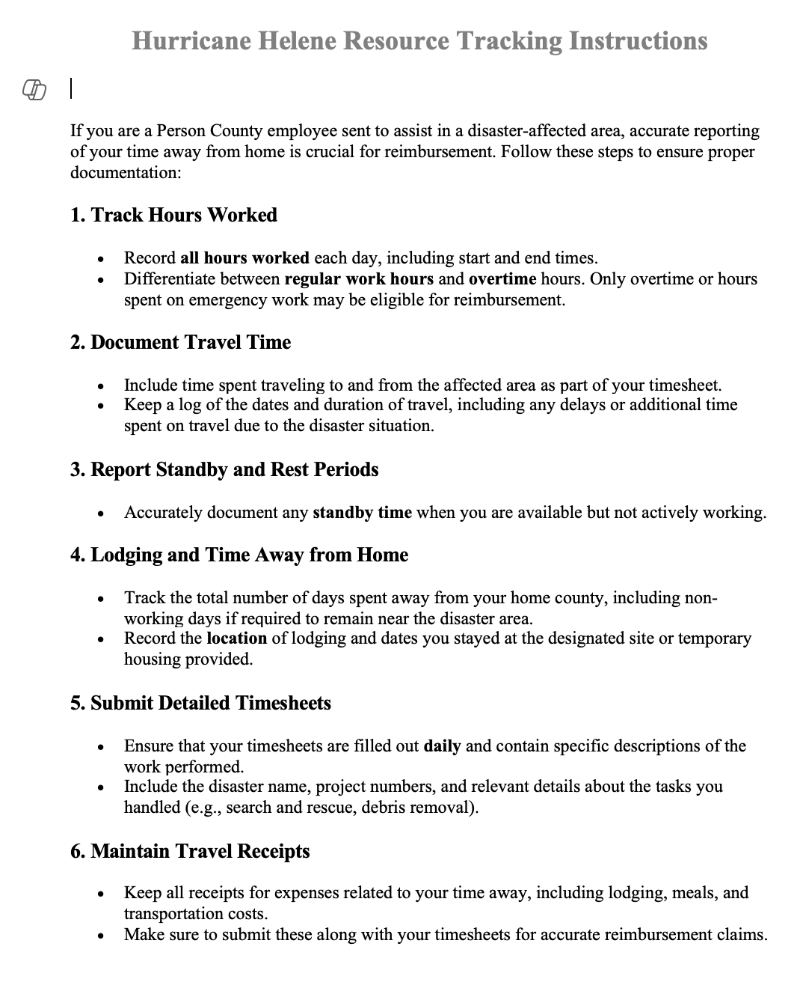 Hurricane Helene Resource Tracking Instructions
If you are a Person County employee sent to assist in a disaster-affected area, accurate reporting
of your time away from home is crucial for reimbursement. Follow these steps to ensure proper
documentation:
1. Track Hours Worked
• Record all hours worked each day, including start and end times.
• Differentiate between regular work hours and overtime hours. Only overtime or hours
spent on emergency work may be eligible for reimbursement.
2. Document Travel Time
• Include time spent traveling to and from the affected area as part of your timesheet.
• Keep a log of the dates and duration of travel, including any delays or additional time
spent on travel due to the disaster situation.
3. Report Standby and Rest Periods
• Accurately document any standby time when you are available but not actively working.
4. Lodging and Time Away from Home
• Track the total number of days spent away from your home county, including non-
working days if required to remain near the disaster area.
• Record the location of lodging and dates you stayed at the designated site or temporary
housing provided.
5. Submit Detailed Timesheets
• Ensure that your timesheets are filled out daily and contain specific descriptions of the
work performed.
• Include the disaster name, project numbers, and relevant details about the tasks you
handled (e.g., search and rescue, debris removal).
6. Maintain Travel Receipts
• Keep all receipts for expenses related to your time away, including lodging, meals, and
transportation costs.
• Make sure to submit these along with your timesheets for accurate reimbursement claims.